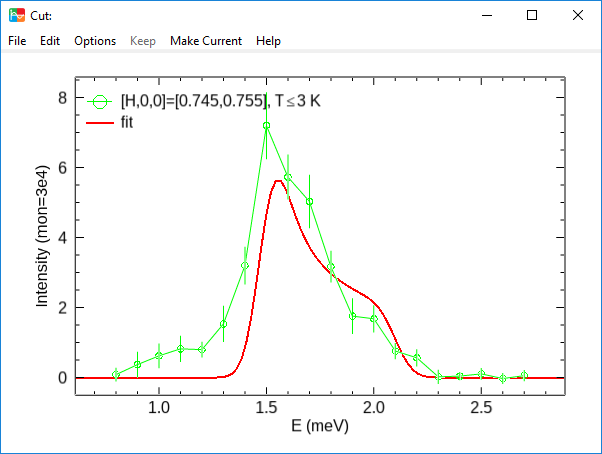 Cut:
File Edit Options Keep Make Current Help
[H,0,0]=[0.745,0.755], T≤3 K
fit
8
6
4
2
0
Intensity (mon=3e4)
1.0 1.5 2.0 2.5
E (meV)